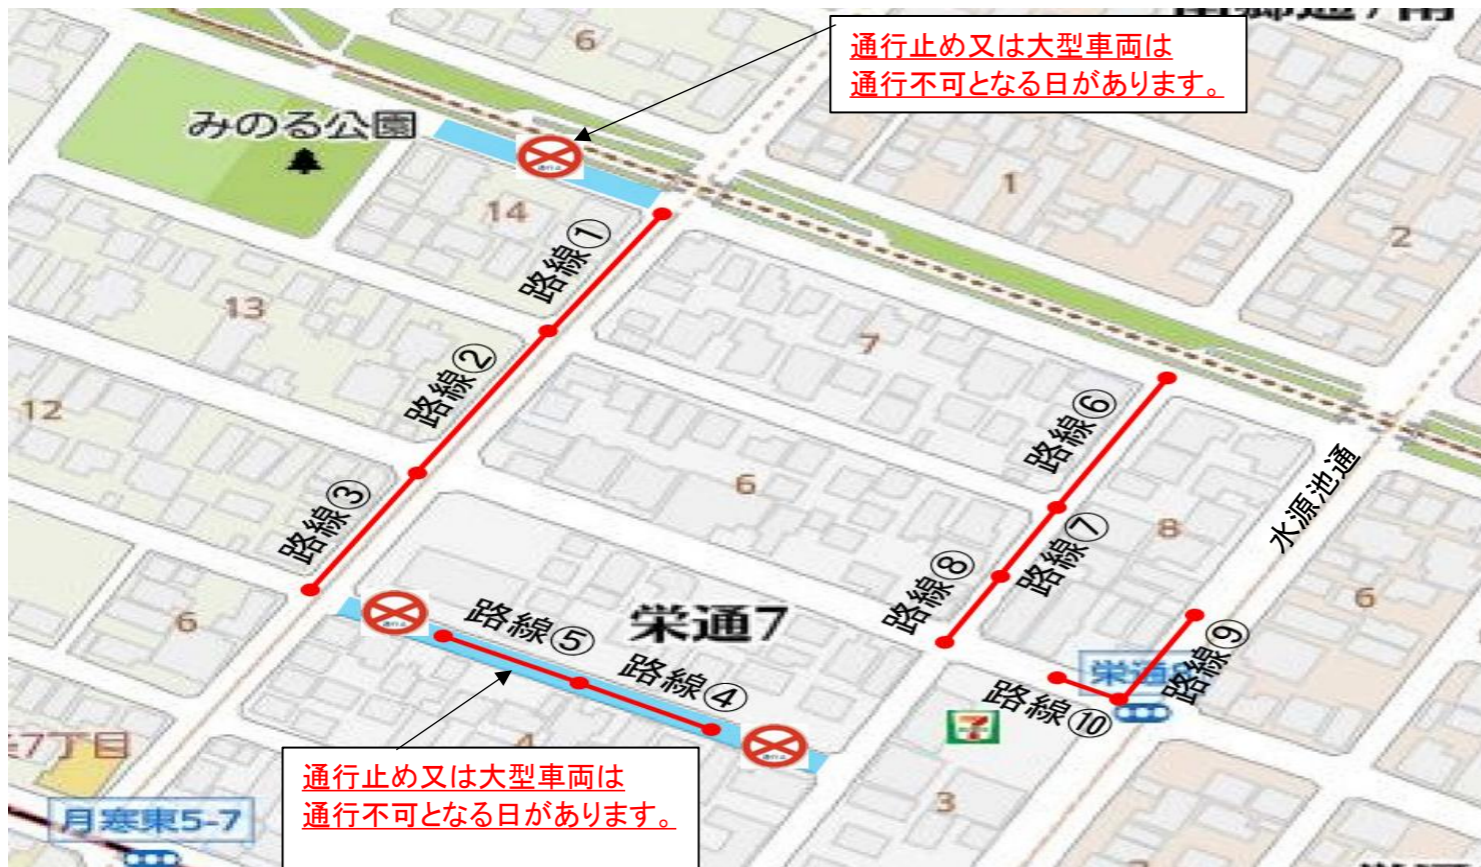 通行止め又は大型車両は
通行不可となる日があります。
6
みのる公園
1
14
2
路線①
13
7
路線②
12
路線⑥
6
路線③
水源池通
8
路線⑦
路線⑧
6
6
栄通7
路線⑤
路線④
路線⑨
路線⑩
4
7丁目
3
通行止め又は大型車両は
通行不可となる日があります。
月寒東5-7